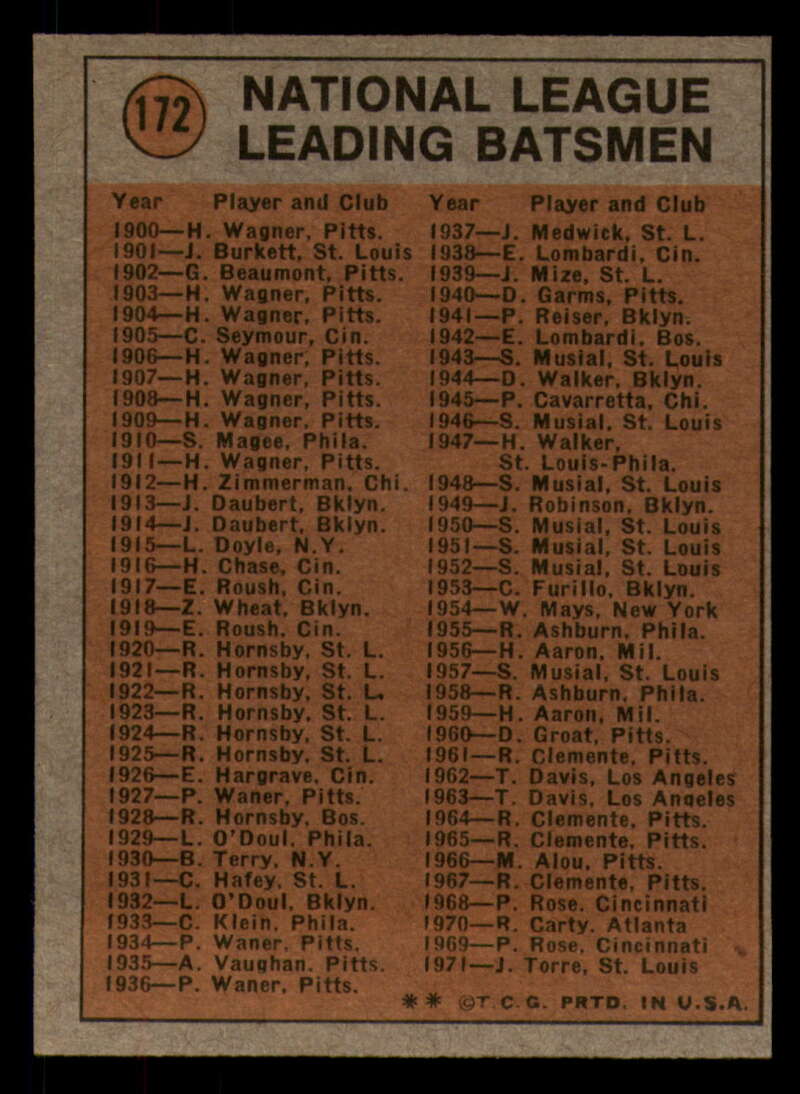 172
NATIONAL LEAGUE
LEADING BATSMEN
Year Player and Club
1900—H. Wagner, Pitts.
1901—J. Burkett, St. Louis
1902—G. Beaumont, Pitts.
1903—H. Wagner, Pitts.
1904—H. Wagner, Pitts.
1905—C. Seymour, Cin.
1906—H. Wagner, Pitts.
1907—H. Wagner, Pitts.
1908—H. Wagner, Pitts.
1909—H. Wagner, Pitts.
1910—S. Magee, Phila.
1911—H. Wagner, Pitts.
1912—H. Zimmerman, Chi.
1913—J. Daubert, Bklyn.
1914—J. Daubert, Bklyn.
1915—L. Doyle, N.Y.
1916—H. Chase, Cin.
1917—E. Roush, Cin.
1918—Z. Wheat, Bklyn.
1919—E. Roush, Cin.
1920—R. Hornsby, St. L.
1921—R. Hornsby, St. L.
1922—R. Hornsby, St. L.
1923—R. Hornsby, St. L.
1924—R. Hornsby, St. L.
1925—R. Hornsby, St. L.
1926—E. Hargrave, Cin.
1927—P. Waner, Pitts.
1928—R. Hornsby, Bos.
1929—L. O'Doul, Phila.
1930—B. Terry, N.Y.
1931—C. Hafey, St. L.
1932—L. O'Doul, Bklyn.
1933—C. Klein, Phila.
1934—P. Waner, Pitts.
1935—A. Vaughan, Pitts.
1936—P. Waner, Pitts.
Year Player and Club
1937—J. Medwick, St. L.
1938—E. Lombardi, Cin.
1939—J. Mize, St. L.
1940—D. Garms, Pitts.
1941—P. Reiser, Bklyn.
1942—E. Lombardi, Bos.
1943—S. Musial, St. Louis
1944—D. Walker, Bklyn.
1945—P. Cavarretta, Chi.
1946—S. Musial, St. Louis
1947—H. Walker,
St. Louis-Phila.
1948—S. Musial, St. Louis
1949—J. Robinson, Bklyn.
1950—S. Musial, St. Louis
1951—S. Musial, St. Louis
1952—S. Musial, St. Louis
1953—C. Furillo, Bklyn.
1954—W. Mays, New York
1955—R. Ashburn, Phila.
1956—H. Aaron, Mil.
1957—S. Musial, St. Louis
1958—R. Ashburn, Phila.
1959—H. Aaron, Mil.
1960—D. Groat, Pitts.
1961—R. Clemente, Pitts.
1962—T. Davis, Los Angeles
1963—T. Davis, Los Angeles
1964—R. Clemente, Pitts.
1965—R. Clemente, Pitts.
1966—M. Alou, Pitts.
1967—R. Clemente, Pitts.
1968—P. Rose, Cincinnati
1970—R. Carty, Atlanta
1969—P. Rose, Cincinnati
1971—J. Torre, St. Louis
** ©T.C.G. PRTD. IN U.S.A.